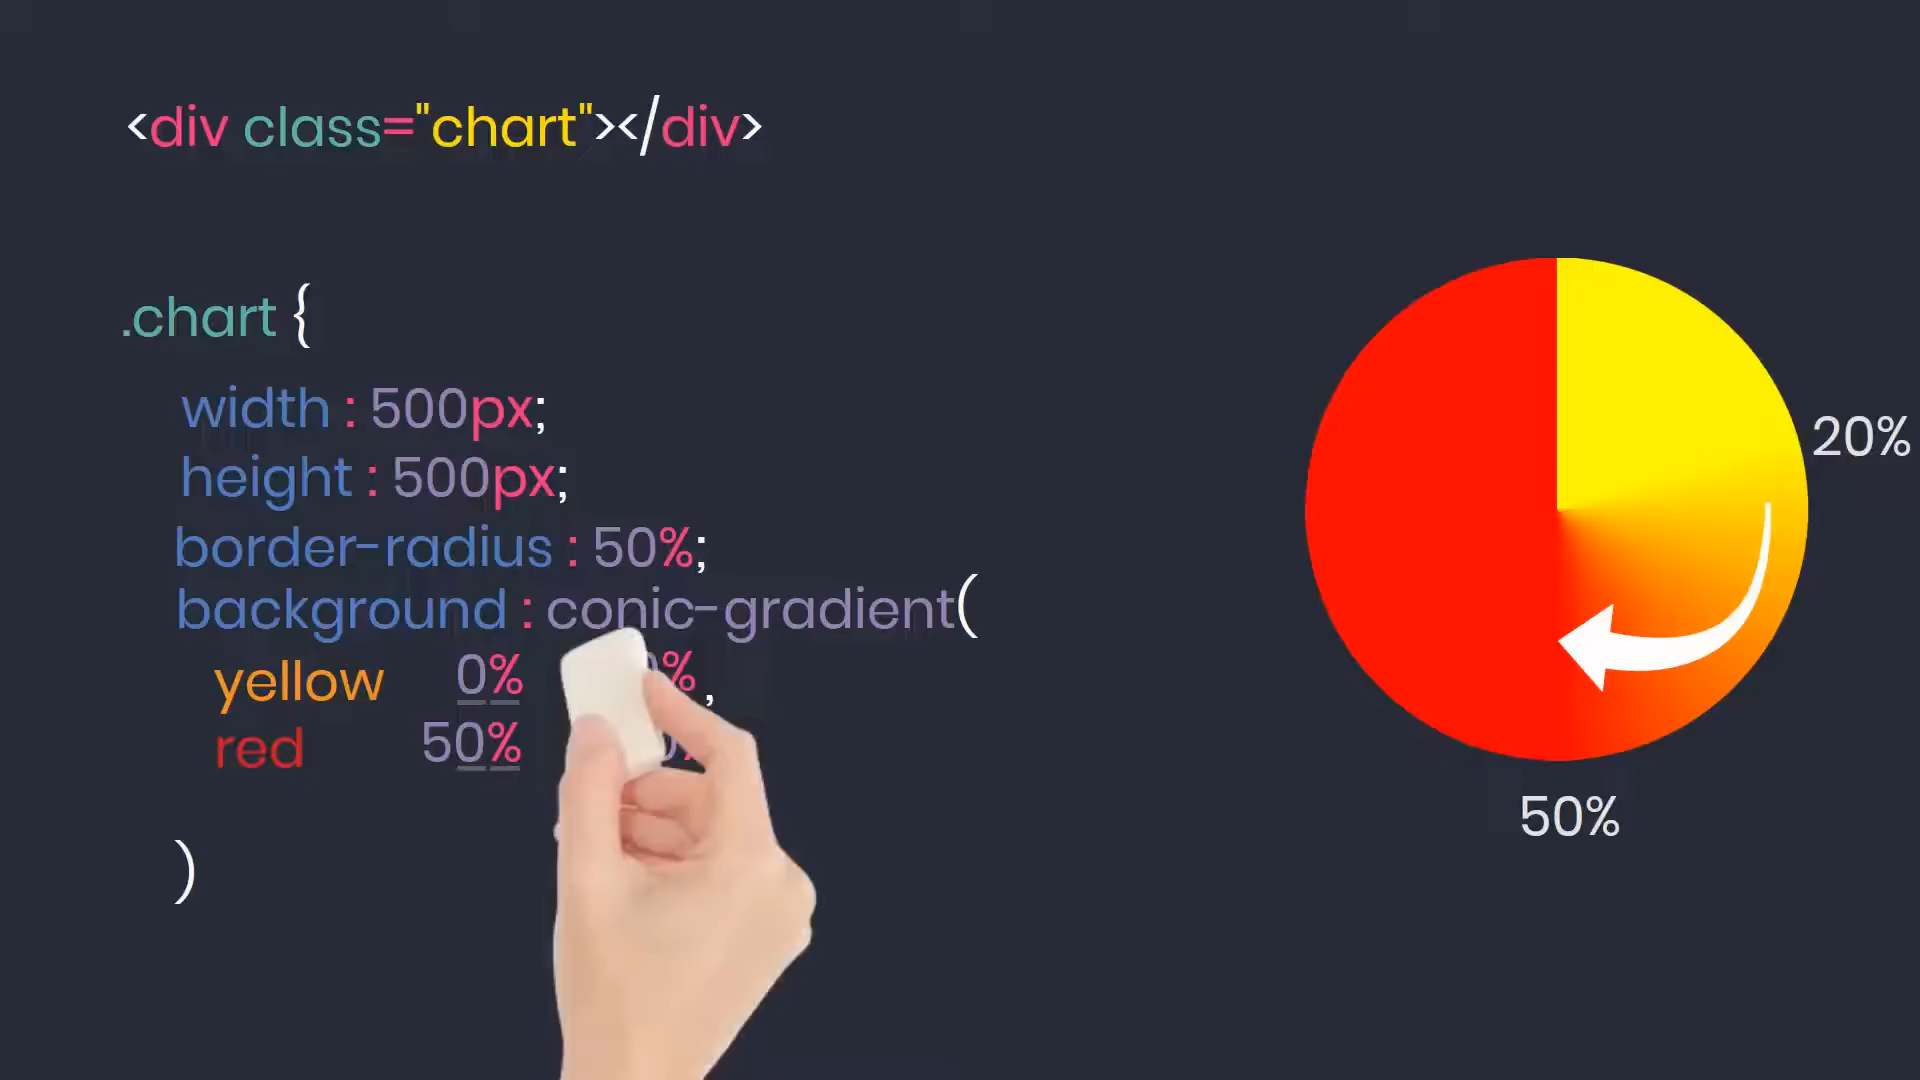 <div class="chart"></div>
.chart {
width : 500px;
height : 500px;
border-radius : 50%;
background : conic-gradient(
yellow 0% %,
red 50%
)
20%
50%